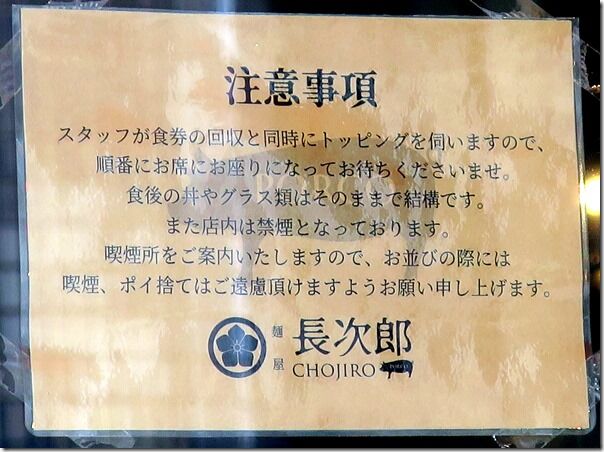 注意事項
スタッフが食券の回収と同時にトッピングを伺いますので、
順番にお席にお座りになってお待ちくださいませ。
食後の丼やグラス類はそのままで結構です。
また店内は禁煙となっております。
喫煙所をご案内いたしますので、お並びの際には
喫煙、ポイ捨てはご遠慮頂けますようお願い申し上げます。
麺屋 長次郎
CHOJIRO